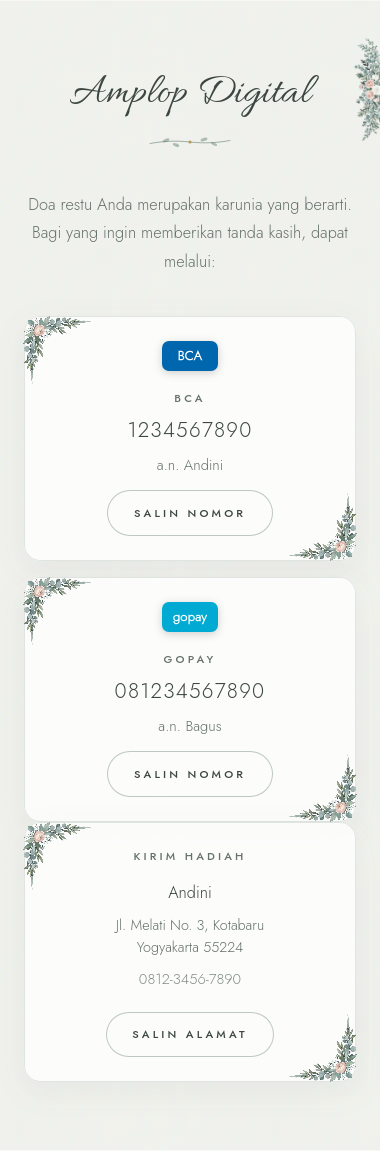 Amplop Digital
Doa restu Anda merupakan karunia yang berarti.
Bagi yang ingin memberikan tanda kasih, dapat
melalui:
BCA
BCA
1234567890
a.n. Andini
SALIN NOMOR
gopay
GOPAY
081234567890
a.n. Bagus
SALIN NOMOR
KIRIM HADIAH
Andini
Jl. Melati No. 3, Kotabaru
Yogyakarta 55224
0812-3456-7890
SALIN ALAMAT